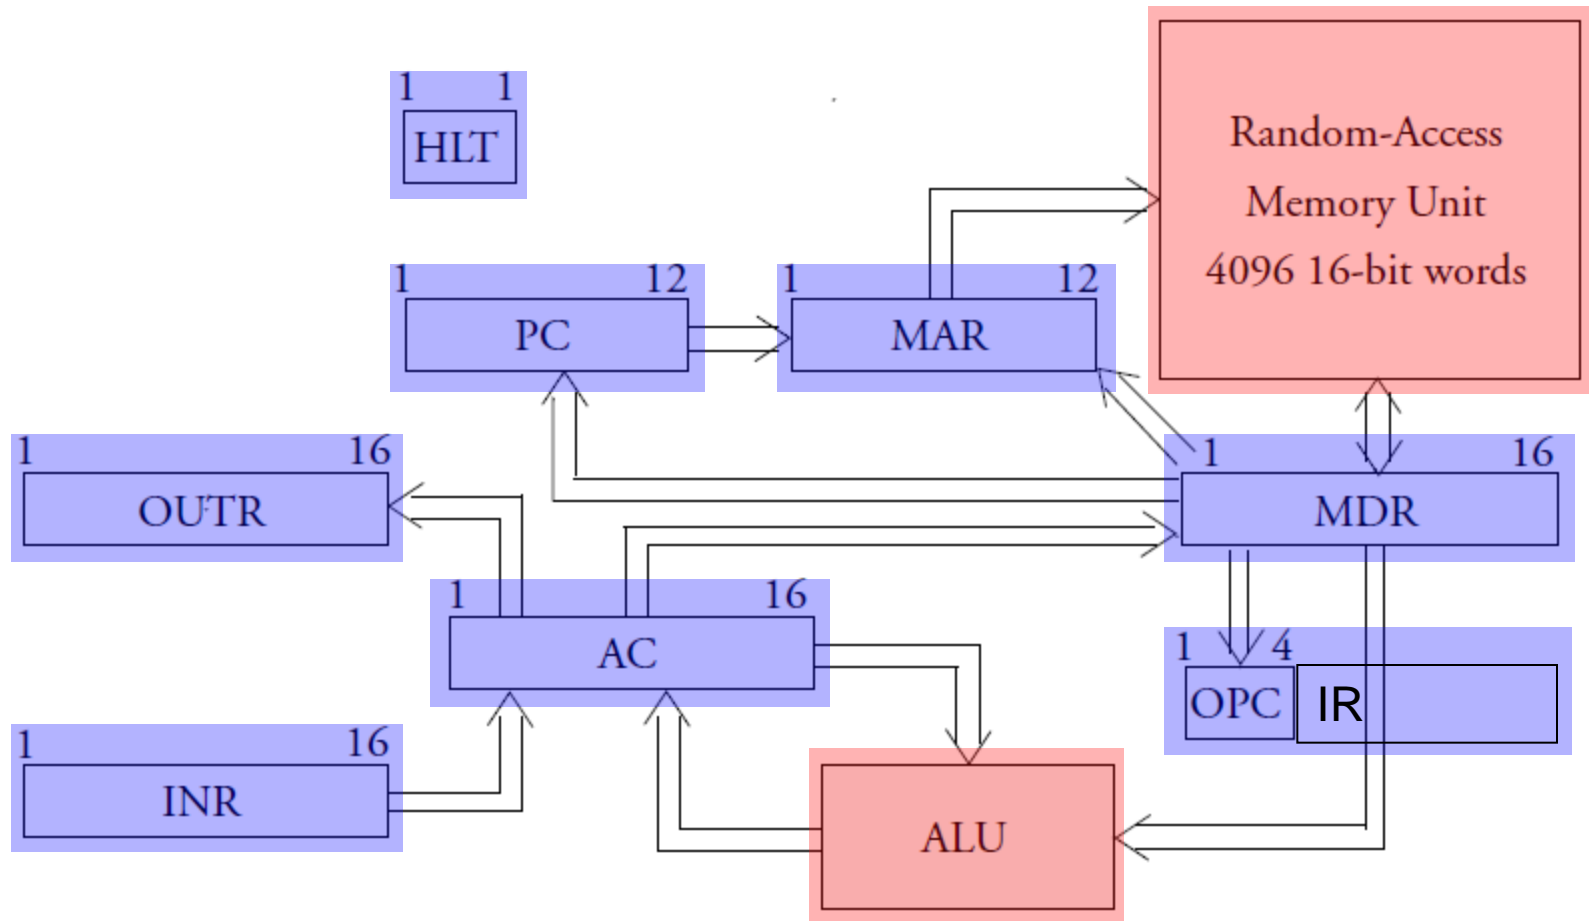 1 1
HLT
Random-Access
Memory Unit
4096 16-bit words
1 12
PC
1 12
MAR
1 16
OUTR
1 16
MDR
1 16
AC
1 4
OPC
IR
1 16
INR
ALU